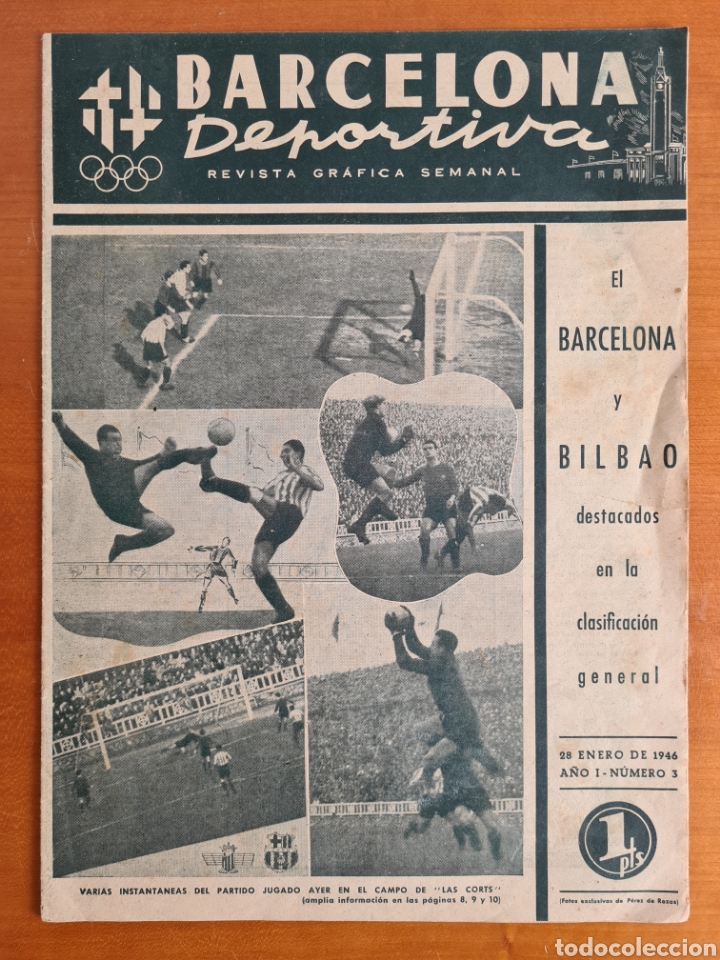 BARCELONA
Deportiva
REVISTA GRÁFICA SEMANAL
El
BARCELONA
y
BILBAO
destacados
en la
clasificación
general
28 ENERO DE 1946
AÑO I - NÚMERO 3
1
pts
VARIAS INSTANTANEAS DEL PARTIDO JUGADO AYER EN EL CAMPO DE "LAS CORTS"
(amplia información en las páginas 8, 9 y 10)
(Fotos exclusivas de Pérez de Rozas)
todocoleccion